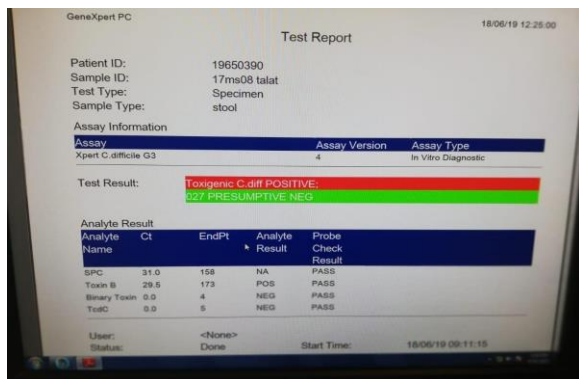 GeneXpert PC
18/06/19 12:25:00
Test Report
Patient ID: 19650390
Sample ID: 17ms08 talat
Test Type: Specimen
Sample Type: stool
Assay Information
Assay Assay Version Assay Type
Xpert C.difficile G3 4 In Vitro Diagnostic
Test Result: Toxigenic C.diff POSITIVE;
027 PRESUMPTIVE NEG
Analyte Result
Analyte Name Ct EndPt Analyte Result Probe Check Result
SPC 31.0 158 NA PASS
Toxin B 29.5 173 POS PASS
Binary Toxin 0.0 4 NEG PASS
TcdC 0.0 5 NEG PASS
User: <None>
Status: Done Start Time: 18/06/19 09:11:15